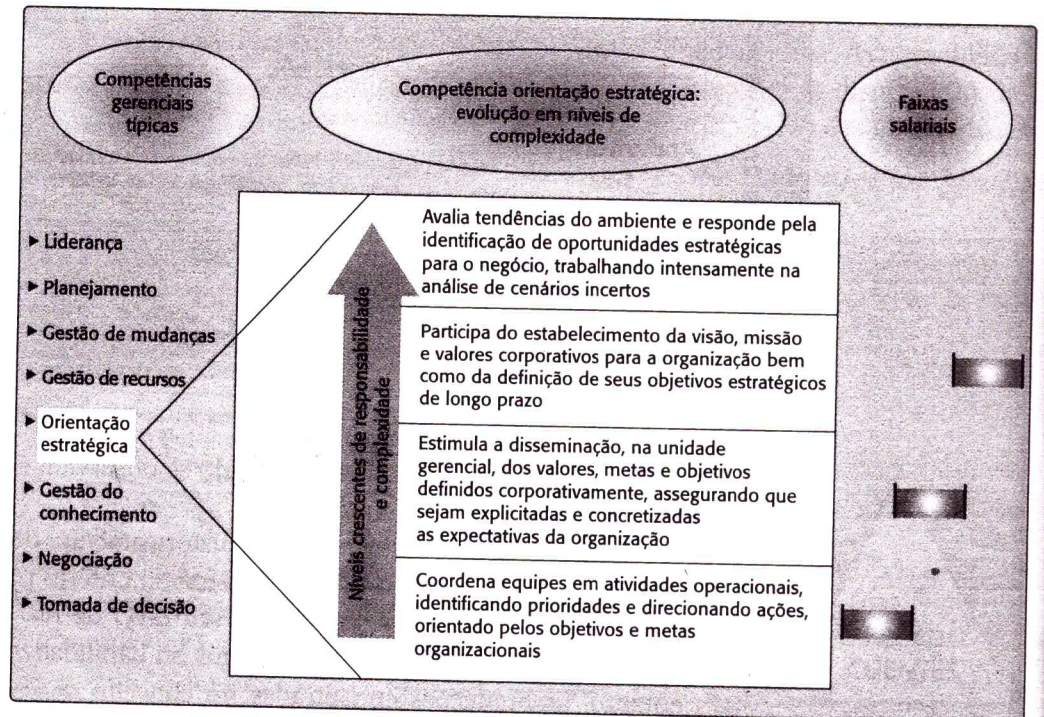 Competências
gerenciais
típicas
Competência orientação estratégica:
evolução em níveis de
complexidade
Faixas
salariais
▶ Liderança
▶ Planejamento
▶ Gestão de mudanças
▶ Gestão de recursos
▶ Orientação
estratégica
▶ Gestão do
conhecimento
▶ Negociação
▶ Tomada de decisão
Níveis crescentes de responsabilidade
e complexidade
Avalia tendências do ambiente e responde pela
identificação de oportunidades estratégicas
para o negócio, trabalhando intensamente na
análise de cenários incertos
Participa do estabelecimento da visão, missão
e valores corporativos para a organização bem
como da definição de seus objetivos estratégicos
de longo prazo
Estimula a disseminação, na unidade
gerencial, dos valores, metas e objetivos
definidos corporativamente, assegurando que
sejam explicitadas e concretizadas
as expectativas da organização
Coordena equipes em atividades operacionais,
identificando prioridades e direcionando ações,
orientado pelos objetivos e metas
organizacionais